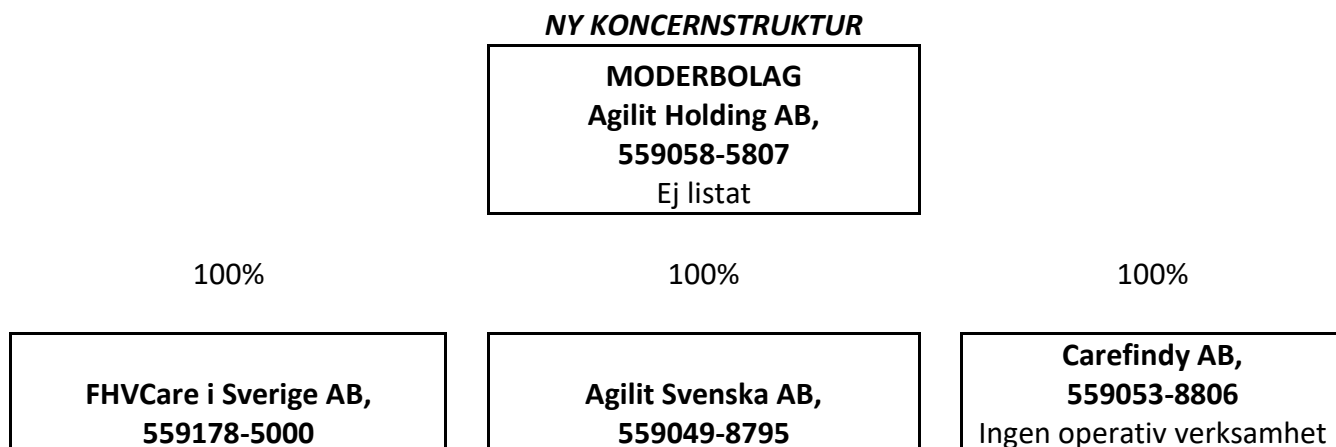 NY KONCERNSTRUKTUR
MODERBOLAG
Agilit Holding AB,
559058-5807
Ej listat
100%
100%
100%
FHVCare i Sverige AB,
559178-5000
Agilit Svenska AB,
559049-8795
Carefindy AB,
559053-8806
Ingen operativ verksamhet